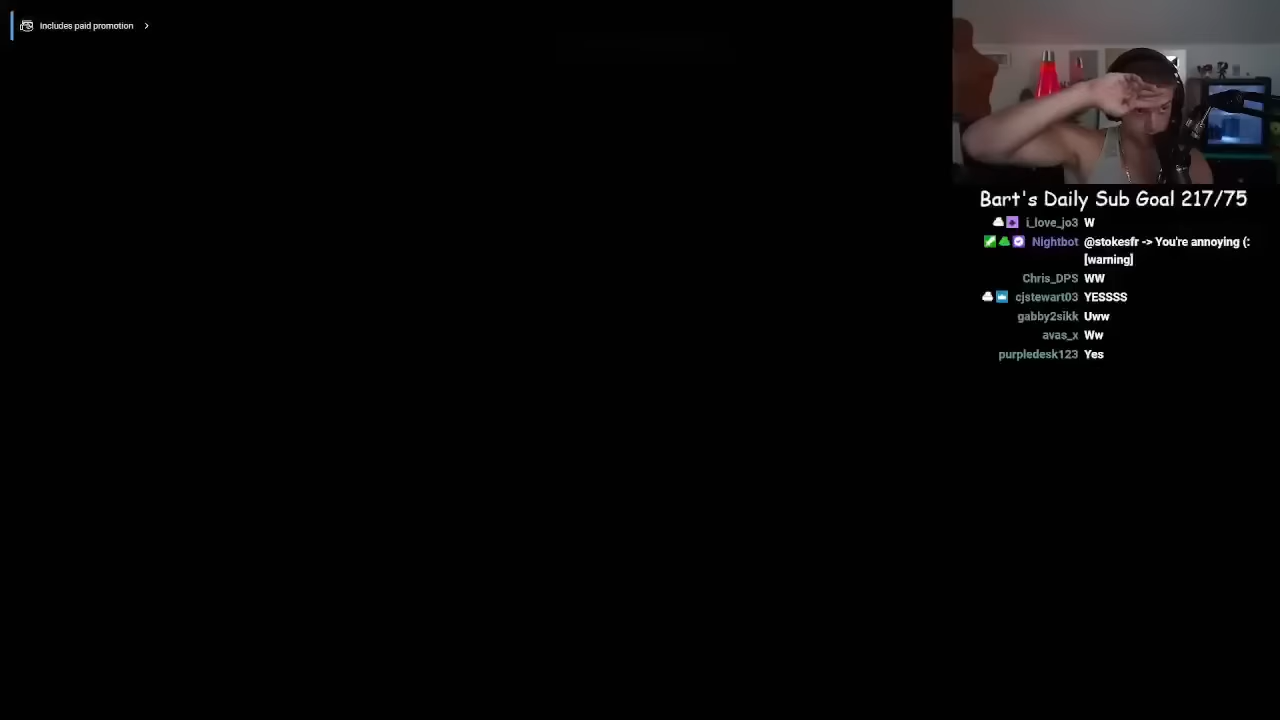 Includes paid promotion
Bart's Daily Sub Goal 217/75
i_love_jo3 W
Nightbot @stokesfr -> You're annoying (:
[warning]
Chris_DPS WW
cjstewart03 YESSSS
gabby2sikk Uww
avas_x Ww
purpledesk123 Yes